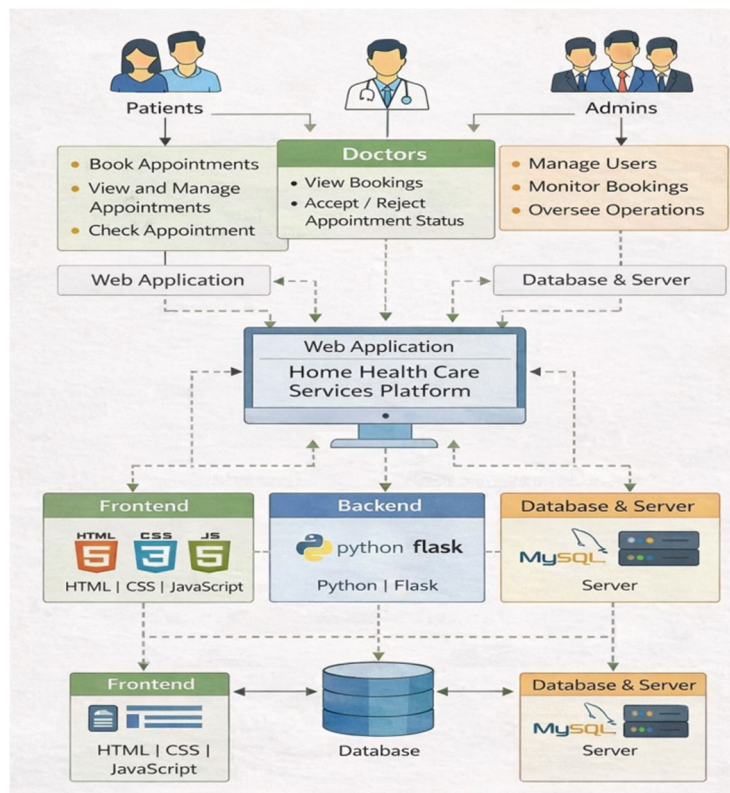 Patients
Admins
Doctors
• Book Appointments
• View and Manage
Appointments
• Check Appointment
• View Bookings
• Accept / Reject
Appointment Status
• Manage Users
• Monitor Bookings
• Oversee Operations
Web Application
Database & Server
Web Application
Home Health Care
Services Platform
Frontend
HTML CSS JS
5 3 5
HTML | CSS | JavaScript
Backend
python flask
Python | Flask
Database & Server
MySQL
Server
Frontend
HTML | CSS |
JavaScript
Database
Database & Server
MySQL
Server